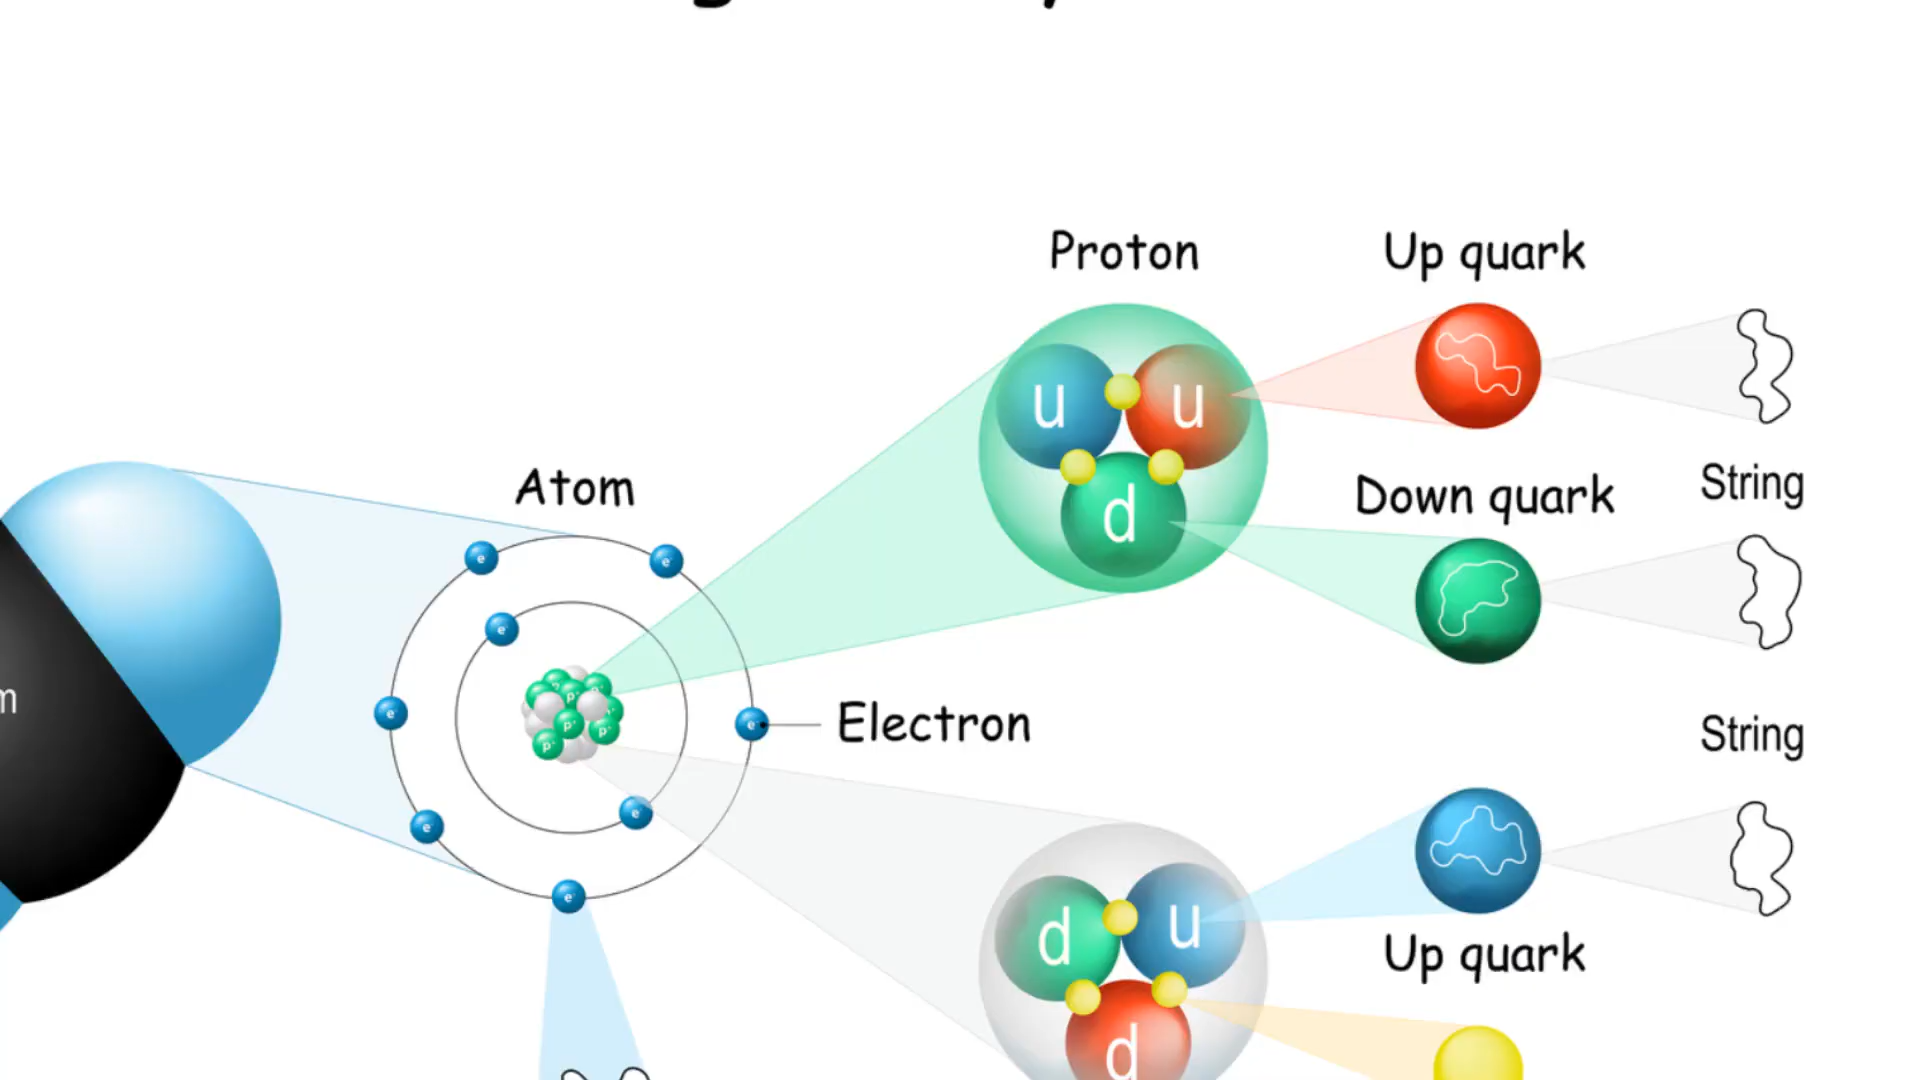 Proton
Up quark
u
u
d
Down quark
String
Atom
e-
e-
e-
e-
e-
e-
e-
e-
p+
p+
p+
p+
p+
Electron
String
d
u
d
Up quark